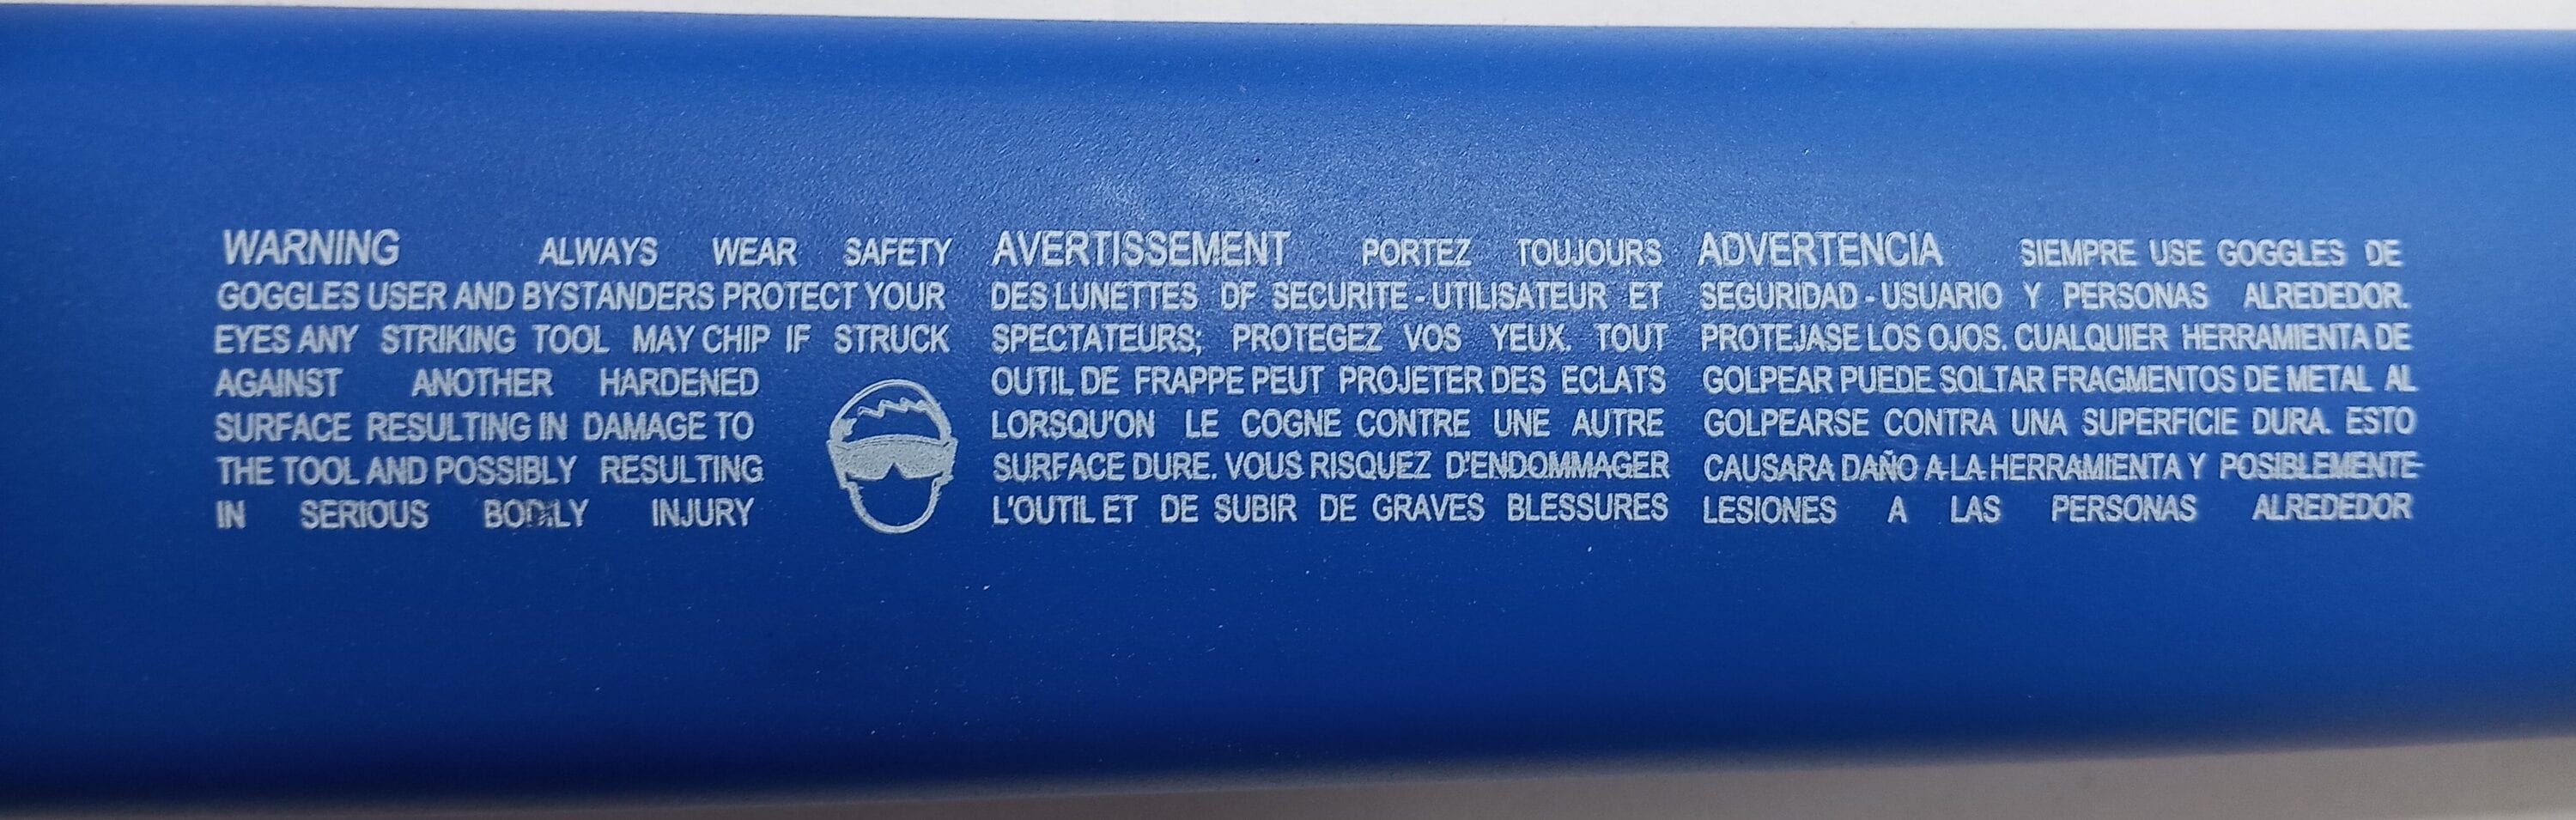 WARNING ALWAYS WEAR SAFETY
GOGGLES USER AND BYSTANDERS PROTECT YOUR
EYES ANY STRIKING TOOL MAY CHIP IF STRUCK
AGAINST ANOTHER HARDENED
SURFACE RESULTING IN DAMAGE TO
THE TOOL AND POSSIBLY RESULTING
IN SERIOUS BODILY INJURY
AVERTISSEMENT PORTEZ TOUJOURS
DES LUNETTES DF SECURITE - UTILISATEUR ET
SPECTATEURS; PROTEGEZ VOS YEUX. TOUT
OUTIL DE FRAPPE PEUT PROJETER DES ECLATS
LORSQU'ON LE COGNE CONTRE UNE AUTRE
SURFACE DURE. VOUS RISQUEZ D'ENDOMMAGER
L'OUTIL ET DE SUBIR DE GRAVES BLESSURES
ADVERTENCIA SIEMPRE USE GOGGLES DE
SEGURIDAD - USUARIO Y PERSONAS ALREDEDOR.
PROTEJASE LOS OJOS. CUALQUIER HERRAMIENTA DE
GOLPEAR PUEDE SOLTAR FRAGMENTOS DE METAL AL
GOLPEARSE CONTRA UNA SUPERFICIE DURA. ESTO
CAUSARA DAÑO A LA HERRAMIENTA Y POSIBLEMENTE
LESIONES A LAS PERSONAS ALREDEDOR